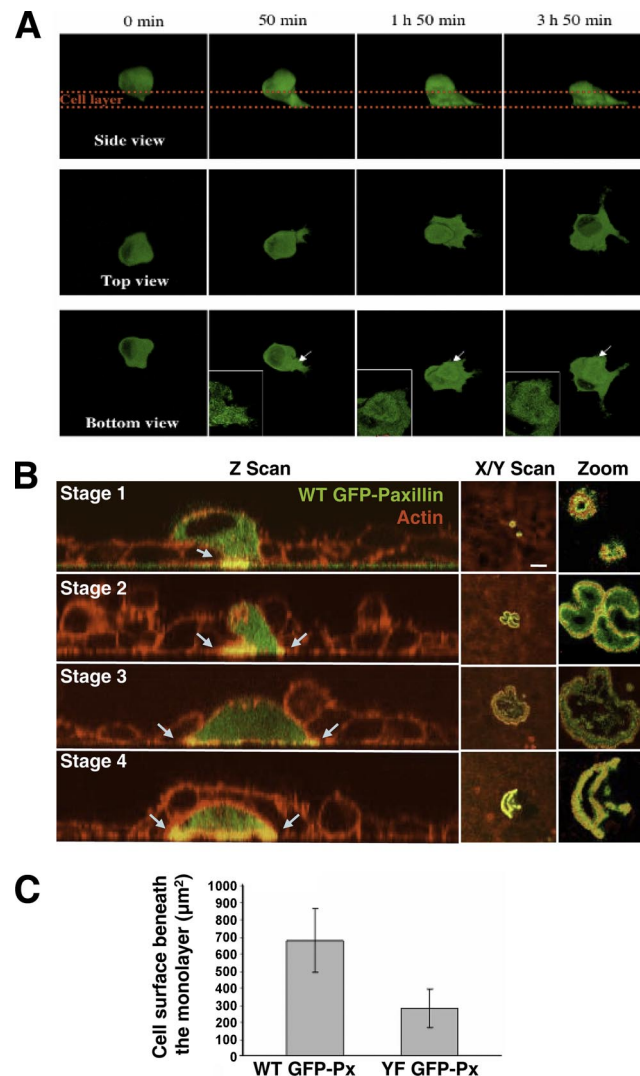 A
0 min 50 min 1 h 50 min 3 h 50 min
Cell layer
Side view
Top view
Bottom view
B
Z Scan X/Y Scan Zoom
Stage 1
WT GFP-Paxillin
Actin
Stage 2
Stage 3
Stage 4
C
Cell surface beneath
the monolayer (µm²)
1000
900
800
700
600
500
400
300
200
100
0
WT GFP-Px YF GFP-Px